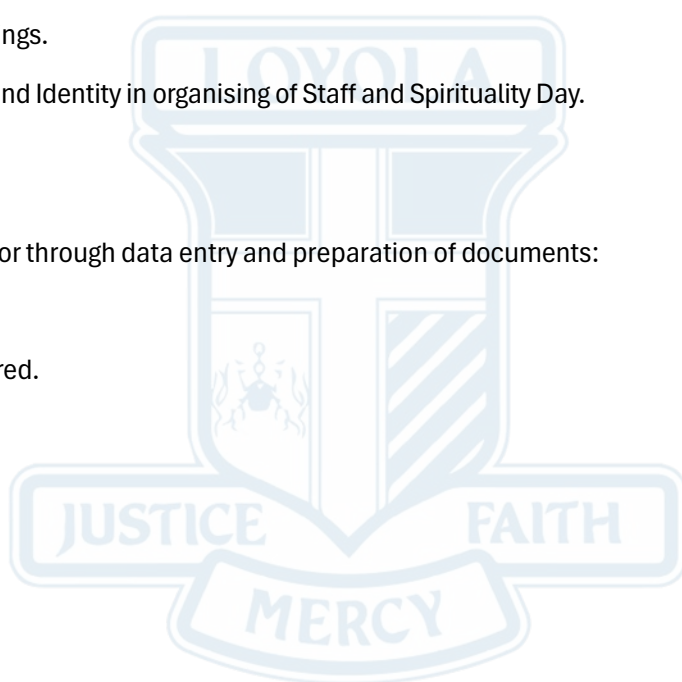 ngs.
LOYOLA
nd Identity in organising of Staff and Spirituality Day.
or through data entry and preparation of documents:
red.
JUSTICE FAITH
MERCY